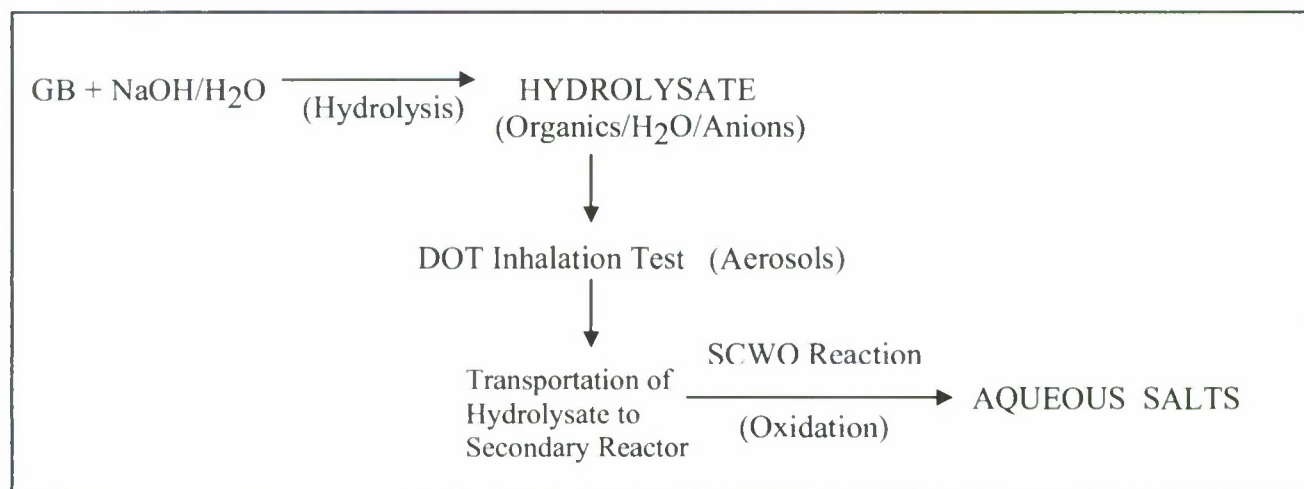 GB + NaOH/H2O
(Hydrolysis)
HYDROLYSATE
(Organics/H2O/Anions)
DOT Inhalation Test (Aerosols)
Transportation of
Hydrolysate to
Secondary Reactor
SCWO Reaction
(Oxidation)
AQUEOUS SALTS